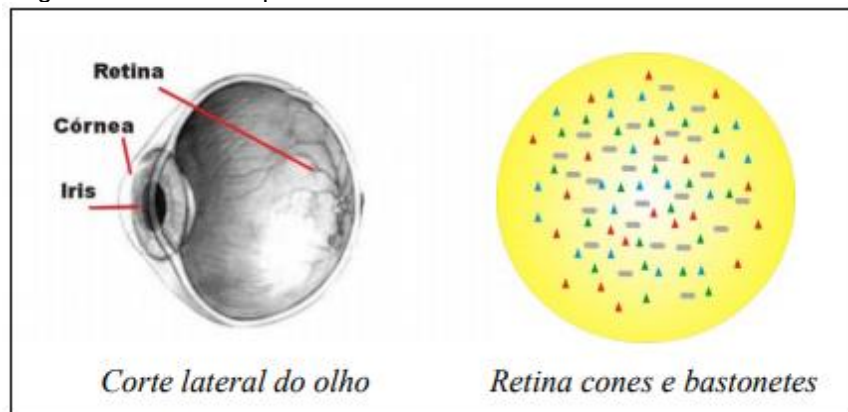 Retina
Córnea
Iris
Corte lateral do olho
Retina cones e bastonetes